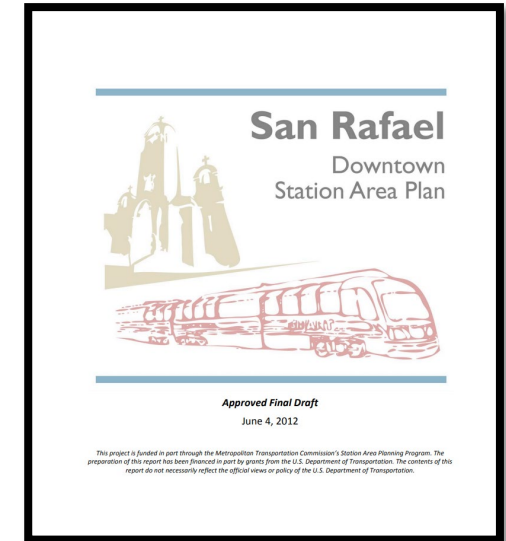 San Rafael
Downtown
Station Area Plan
Approved Final Draft
June 4, 2012
This project is funded in part through the Metropolitan Transportation Commission's Station Area Planning Program. The
preparation of this report has been financed in part by grants from the U.S. Department of Transportation. The contents of this
report do not necessarily reflect the official views or policy of the U.S. Department of Transportation.